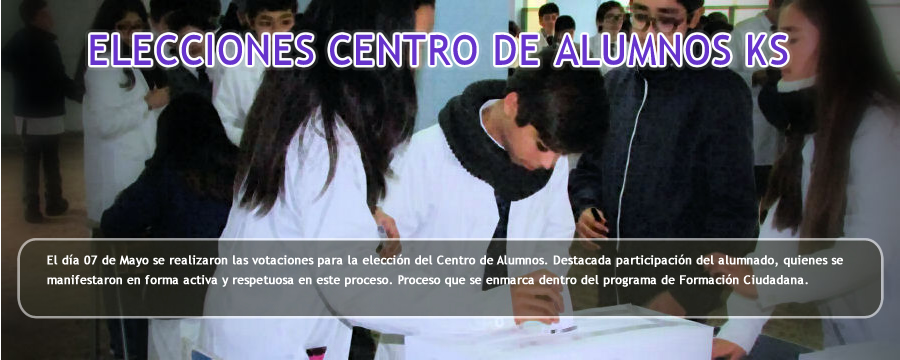 ELECCIONES CENTRO DE ALUMNOS KS
El día 07 de Mayo se realizaron las votaciones para la elección del Centro de Alumnos. Destacada participación del alumnado, quienes se
manifestaron en forma activa y respetuosa en este proceso. Proceso que se enmarca dentro del programa de Formación Ciudadana.